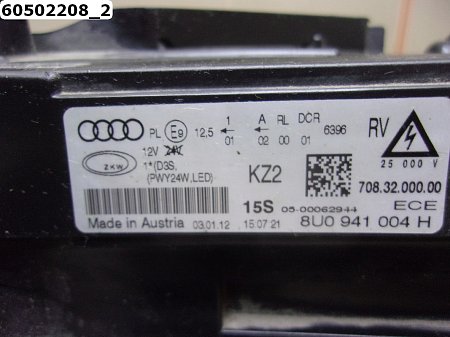 60502208_2
PL E9 12,5 1 ← 01 A ← 02 RL 00 DCR 01 6396 RV
12V 24V
ZKW 1*(D3S,
(PWY24W,LED) KZ2 708.32.000.00
25 000 V
15S 05-00062944 ECE
Made in Austria 03.01.12 , 15:07:21 8U0 941 004 H